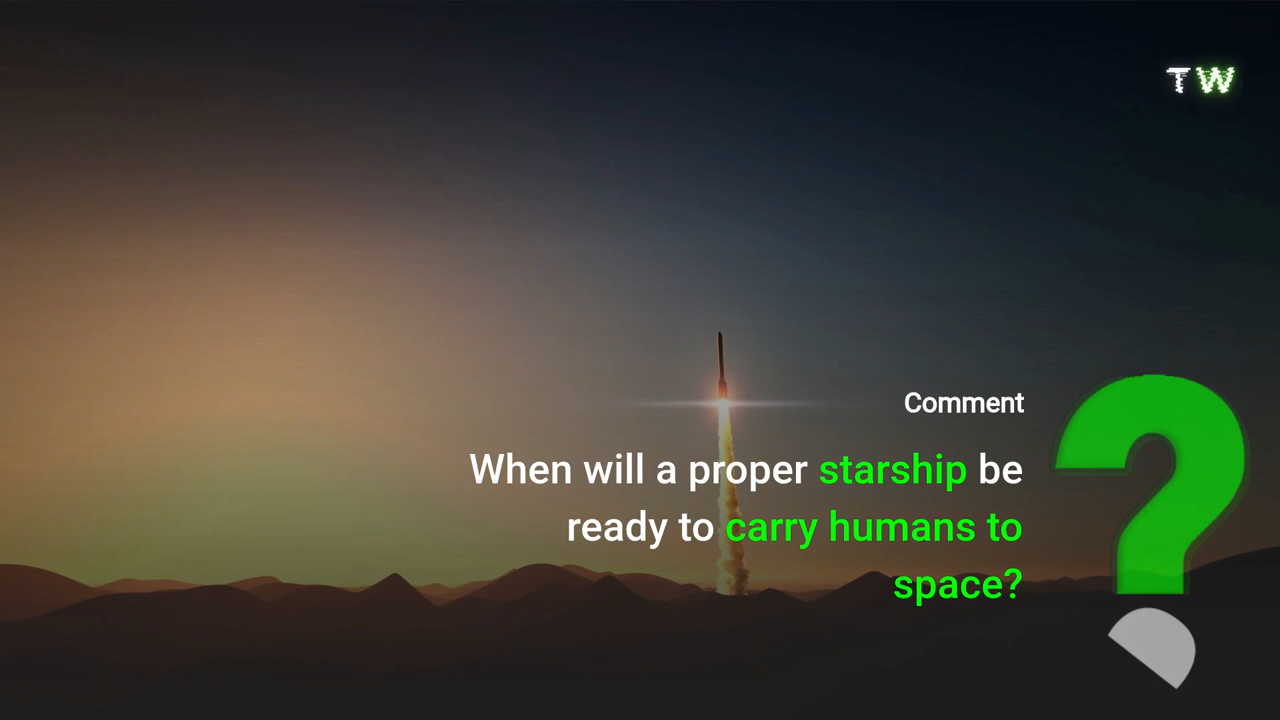 TW
Comment
When will a proper starship be
ready to carry humans to
space?
?